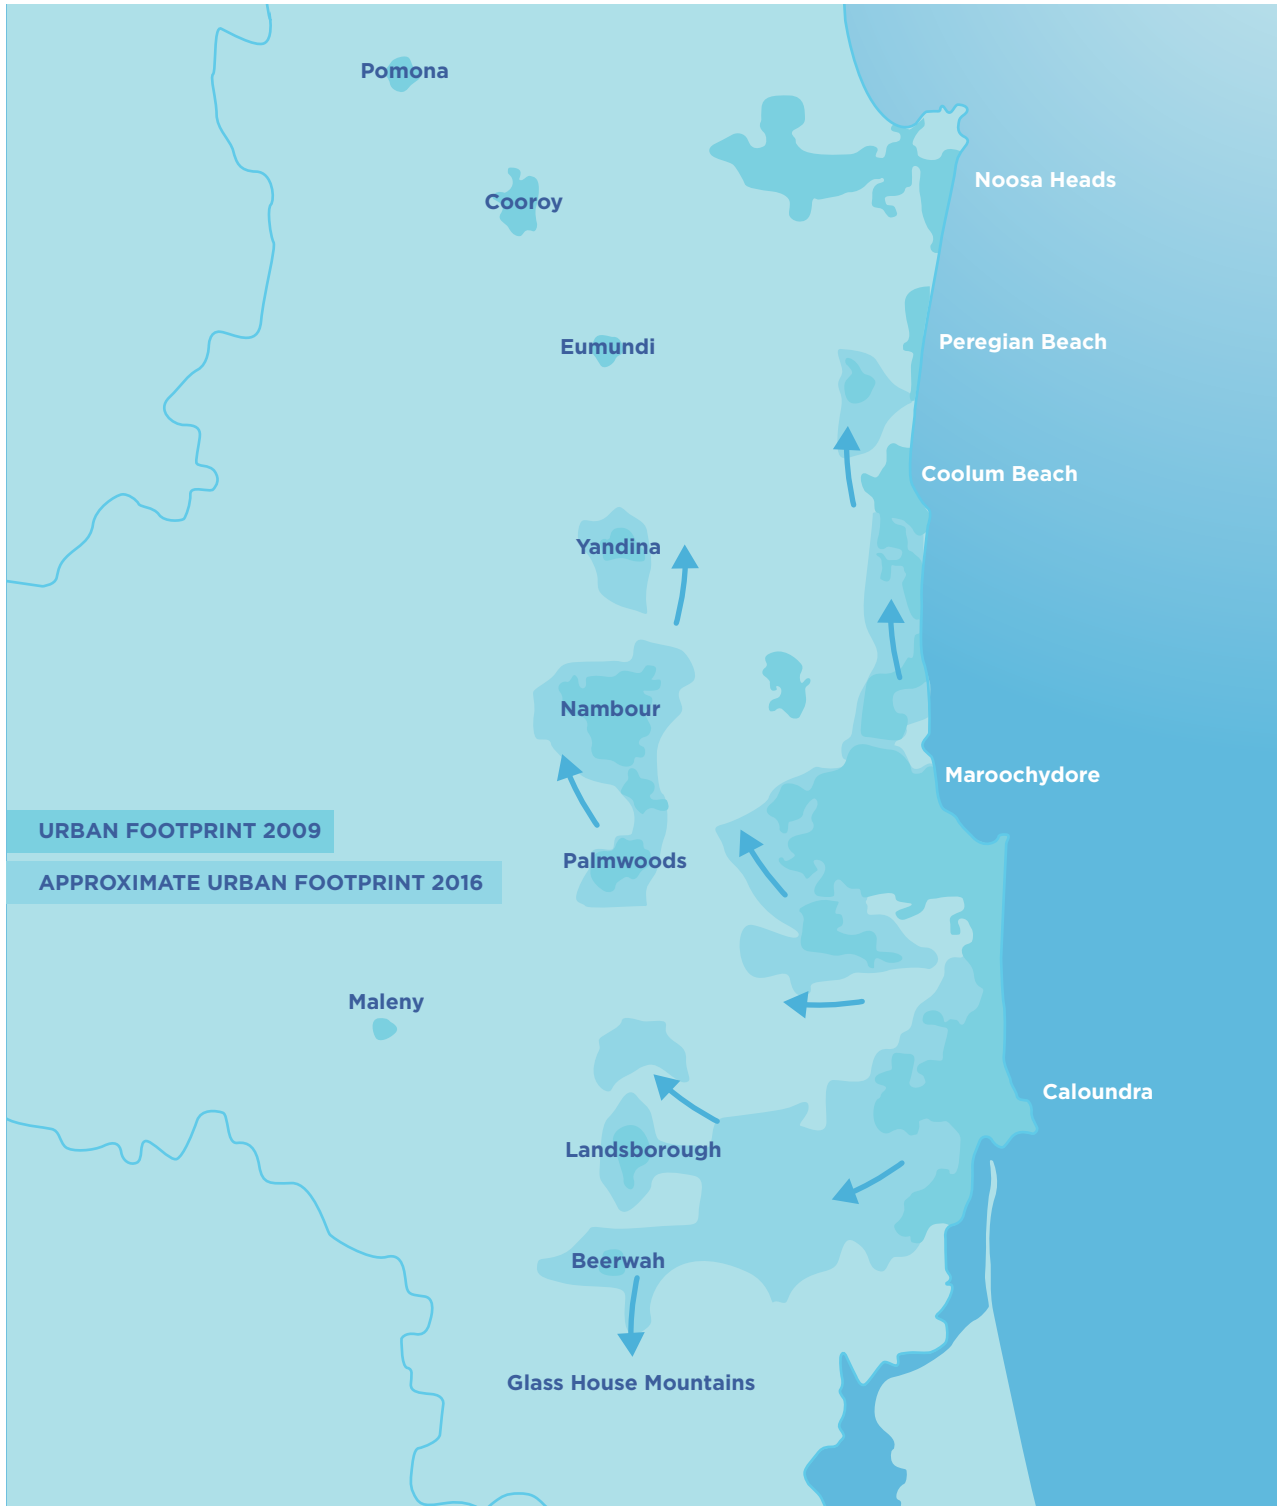 Pomona
Noosa Heads
Cooroy
Peregian Beach
Eumundi
Coolum Beach
Yandina
Nambour
Maroochydore
URBAN FOOTPRINT 2009
Palmwoods
APPROXIMATE URBAN FOOTPRINT 2016
Maleny
Caloundra
Landsborough
Beerwah
Glass House Mountains